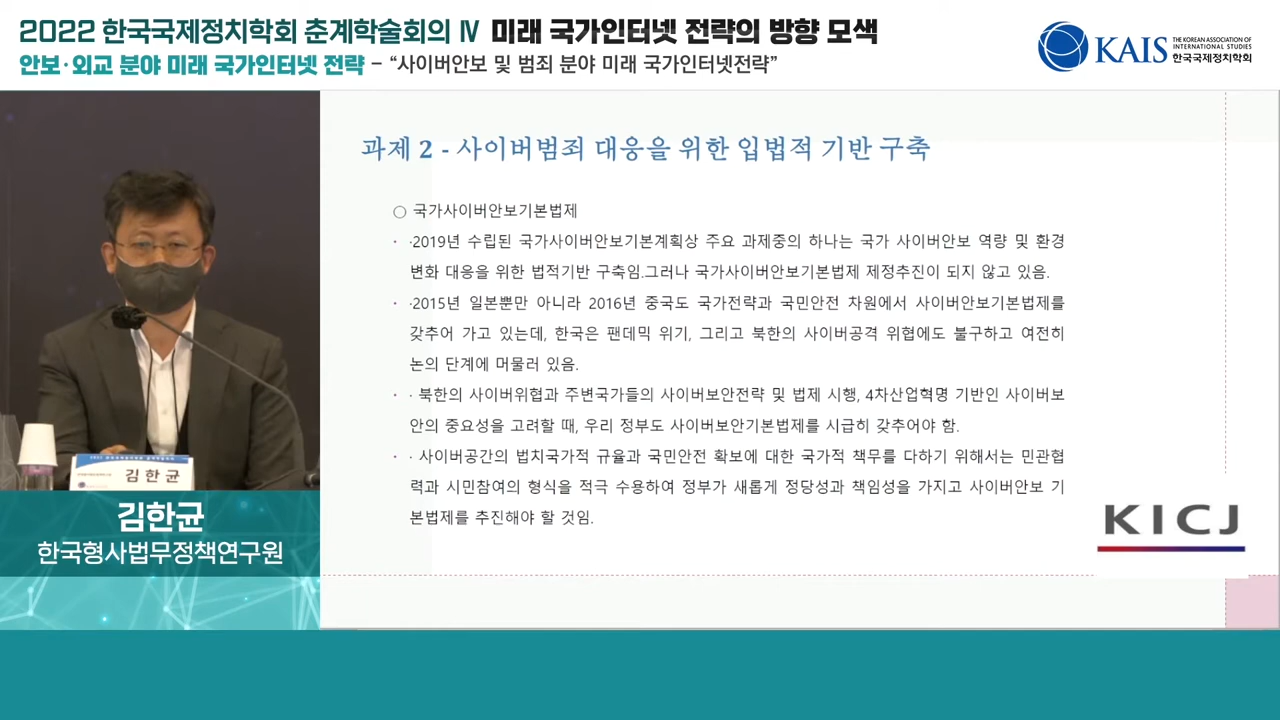 2022 한국국제정치학회 춘계학술회의 Ⅳ 미래 국가인터넷 전략의 방향 모색
안보·외교 분야 미래 국가인터넷 전략 – “사이버안보 및 범죄 분야 미래 국가인터넷전략”
KAIS
THE KOREAN ASSOCIATION OF
INTERNATIONAL STUDIES
한국국제정치학회
과제 2 - 사이버범죄 대응을 위한 입법적 기반 구축
○ 국가사이버안보기본법제
· ·2019년 수립된 국가사이버안보기본계획상 주요 과제중의 하나는 국가 사이버안보 역량 및 환경
변화 대응을 위한 법적기반 구축임.그러나 국가사이버안보기본법제 제정추진이 되지 않고 있음.
· ·2015년 일본뿐만 아니라 2016년 중국도 국가전략과 국민안전 차원에서 사이버안보기본법제를
갖추어 가고 있는데, 한국은 팬데믹 위기, 그리고 북한의 사이버공격 위협에도 불구하고 여전히
논의 단계에 머물러 있음.
· · 북한의 사이버위협과 주변국가들의 사이버보안전략 및 법제 시행, 4차산업혁명 기반인 사이버보
안의 중요성을 고려할 때, 우리 정부도 사이버보안기본법제를 시급히 갖추어야 함.
· · 사이버공간의 법치국가적 규율과 국민안전 확보에 대한 국가적 책무를 다하기 위해서는 민관협
력과 시민참여의 형식을 적극 수용하여 정부가 새롭게 정당성과 책임성을 가지고 사이버안보 기
본법제를 추진해야 할 것임.
KICJ
김한균
김한균
한국형사법무정책연구원